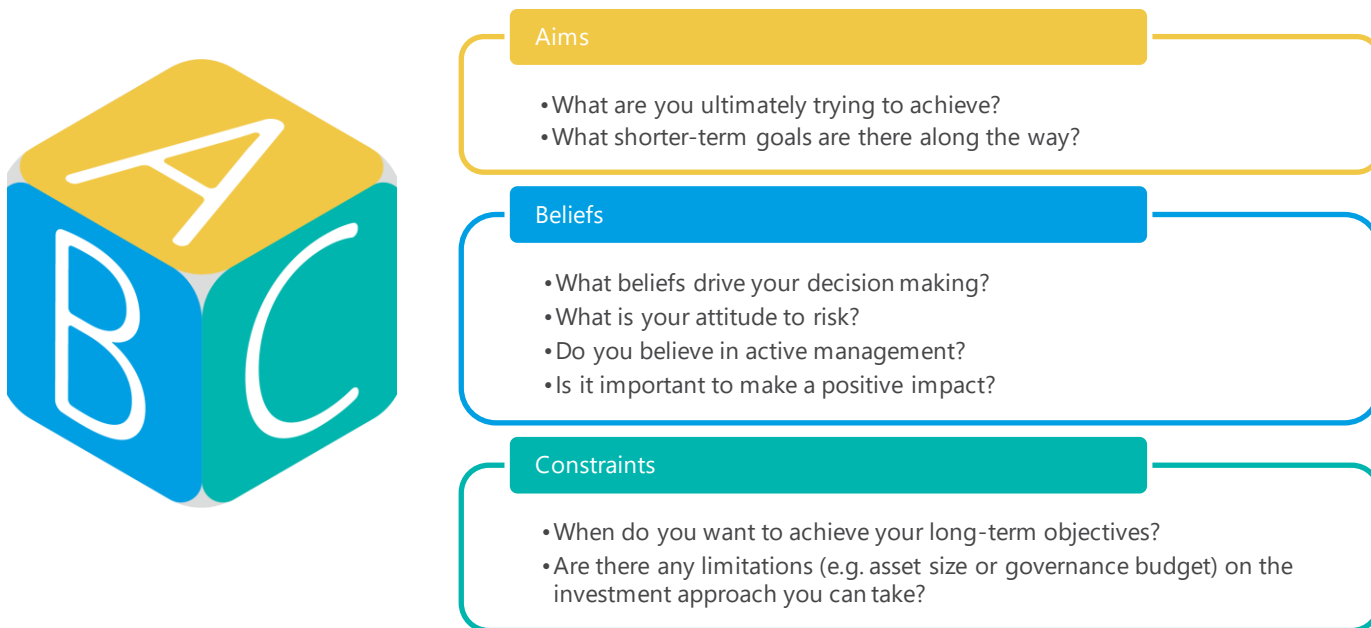 A
B
C
Aims
•What are you ultimately trying to achieve?
•What shorter-term goals are there along the way?
Beliefs
•What beliefs drive your decision making?
•What is your attitude to risk?
•Do you believe in active management?
•Is it important to make a positive impact?
Constraints
•When do you want to achieve your long-term objectives?
•Are there any limitations (e.g. asset size or governance budget) on the
investment approach you can take?